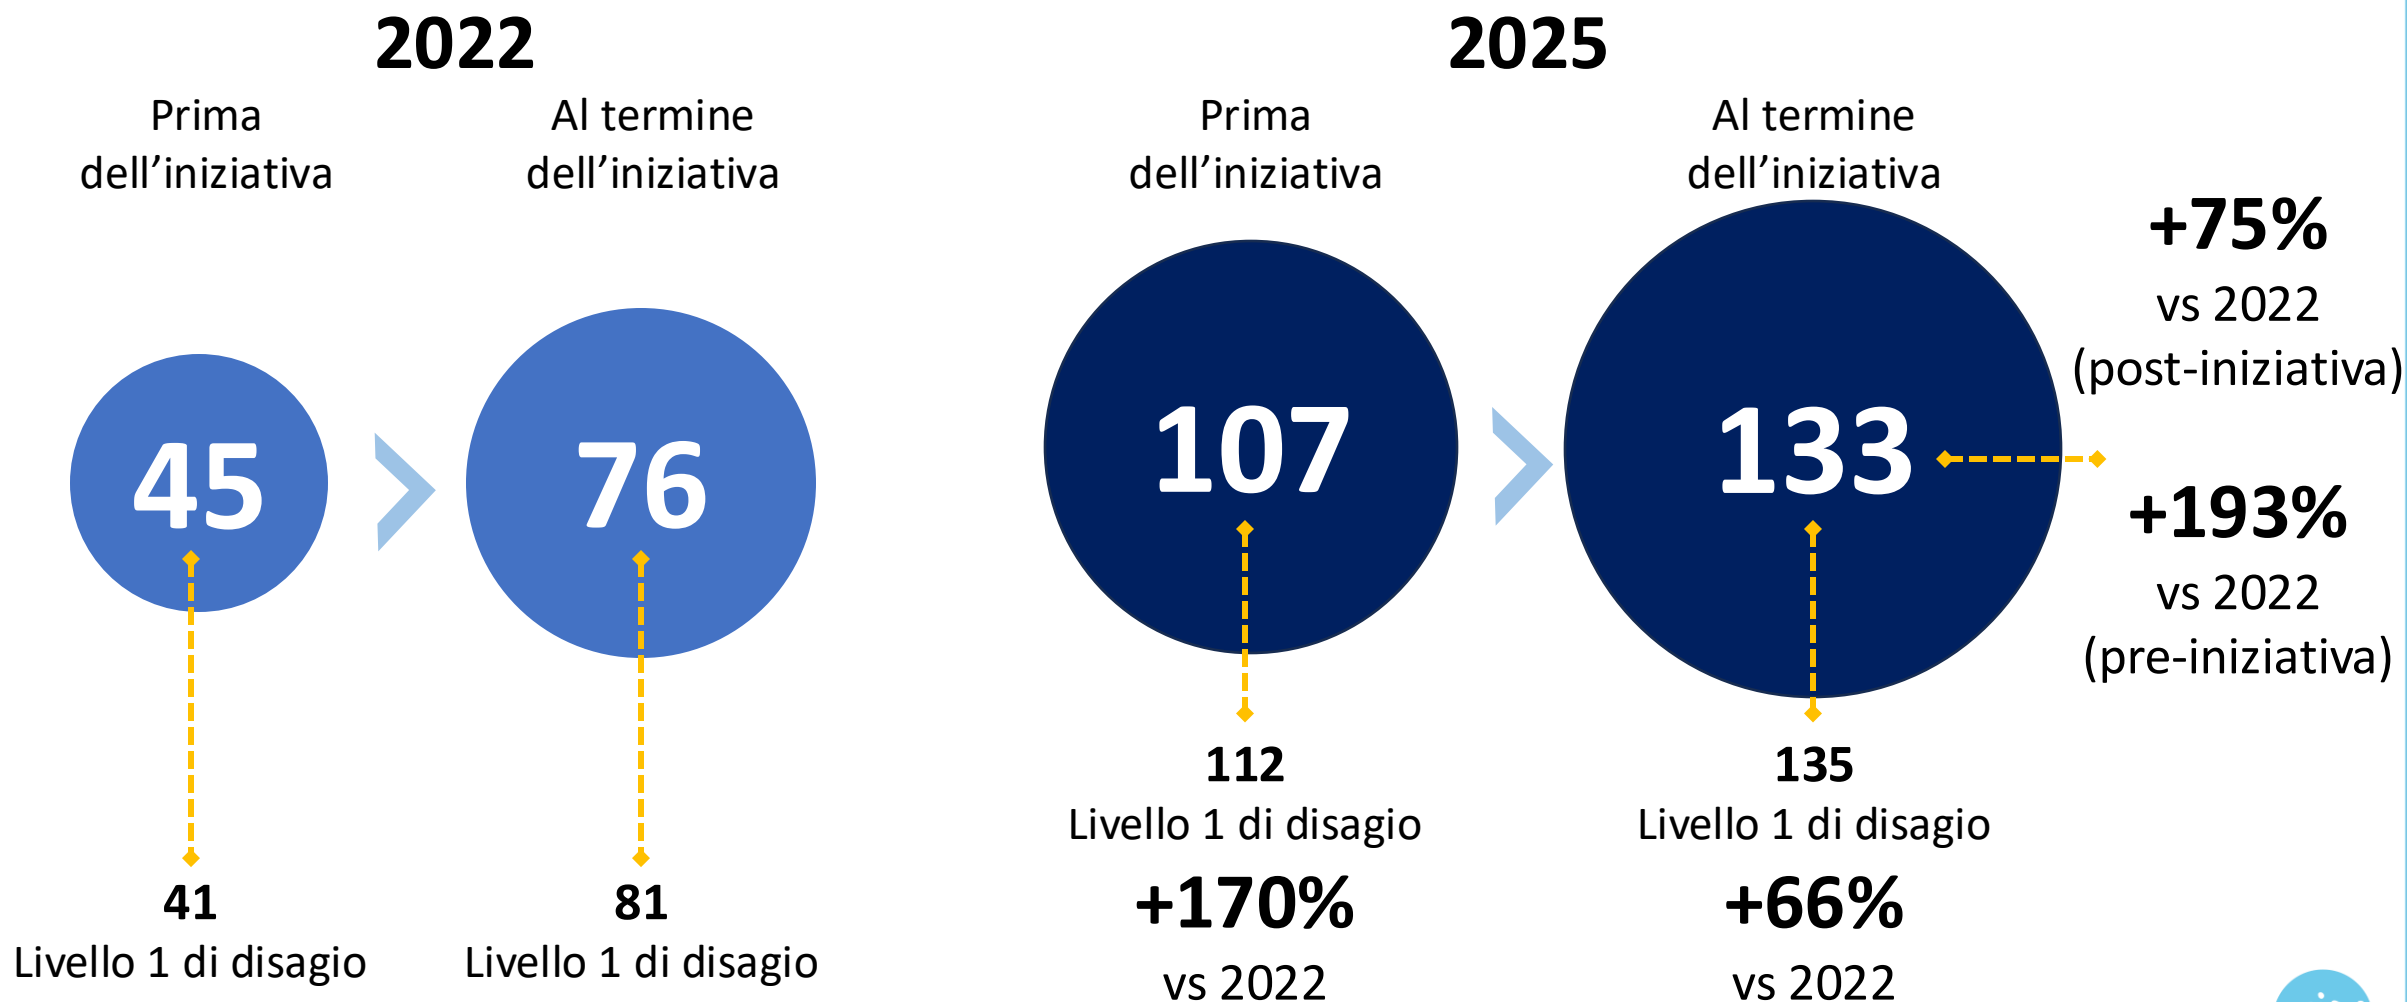 2022
Prima
dell’iniziativa
Al termine
dell’iniziativa
45
76
41
Livello 1 di disagio
81
Livello 1 di disagio
2025
Prima
dell’iniziativa
Al termine
dell’iniziativa
107
133
+75%
vs 2022
(post-iniziativa)
+193%
vs 2022
(pre-iniziativa)
112
Livello 1 di disagio
+170%
vs 2022
135
Livello 1 di disagio
+66%
vs 2022